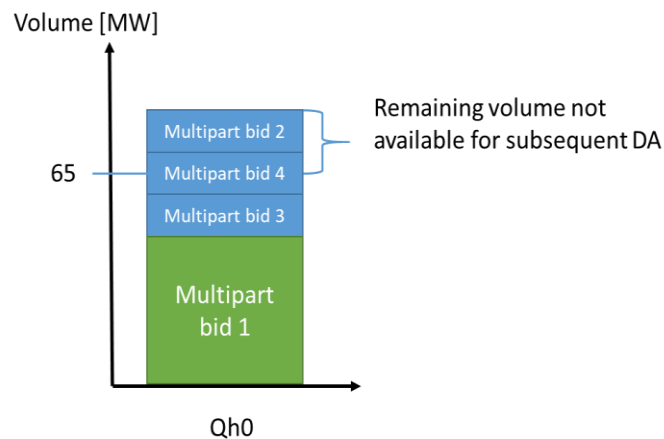 Volume [MW]
Multipart bid 2
Remaining volume not
available for subsequent DA
65
Multipart bid 4
Multipart bid 3
Multipart
bid 1
Qh0